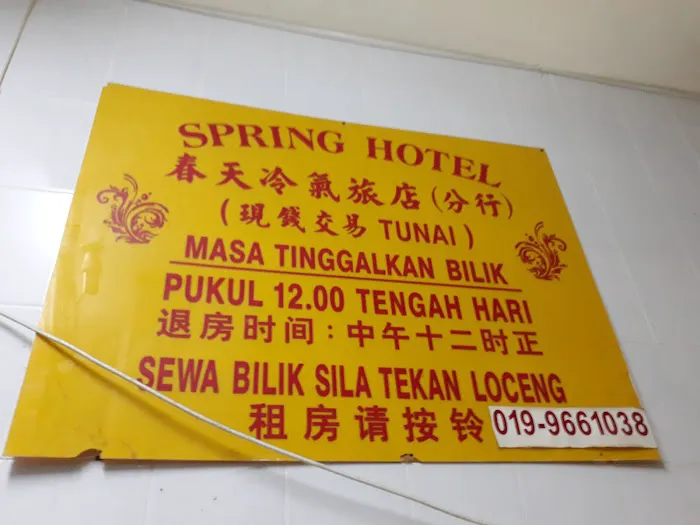 SPRING HOTEL
春天冷氣旅店(分行)
(現錢交易 TUNAI)
MASA TINGGALKAN BILIK
PUKUL 12.00 TENGAH HARI
退房时间:中午十二时正
SEWA BILIK SILA TEKAN LOCENG
租房请按铃 019-9661038